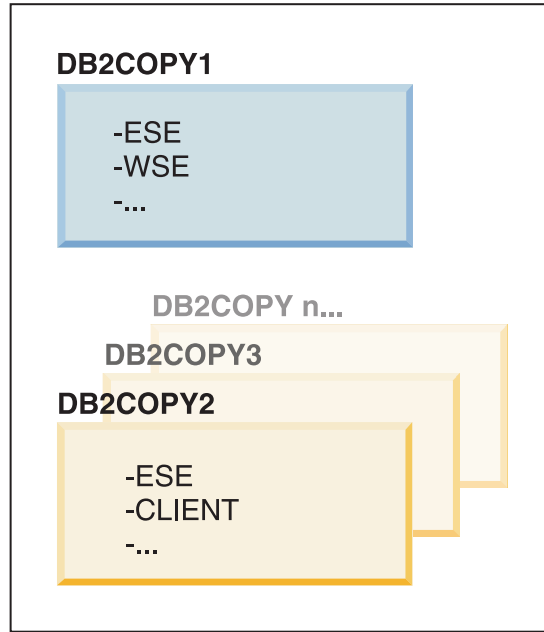 DB2COPY1
-ESE
-WSE
-...
DB2COPY n...
DB2COPY3
DB2COPY2
-ESE
-CLIENT
-...